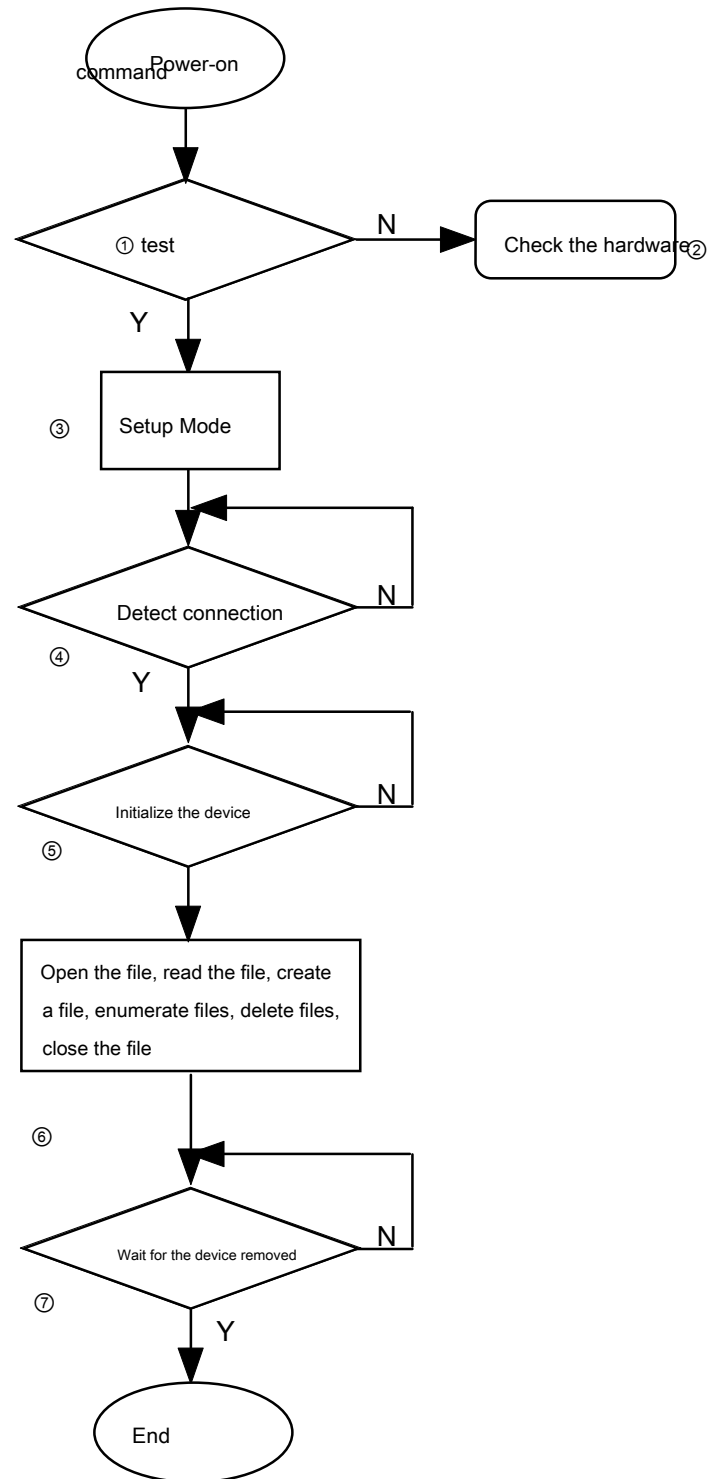 Power-on
command
① test
N
Check the hardware②
Y
③
Setup Mode
N
Detect connection
④
Y
N
Initialize the device
⑤
Open the file, read the file, create
a file, enumerate files, delete files,
close the file
⑥
N
Wait for the device removed
⑦
Y
End